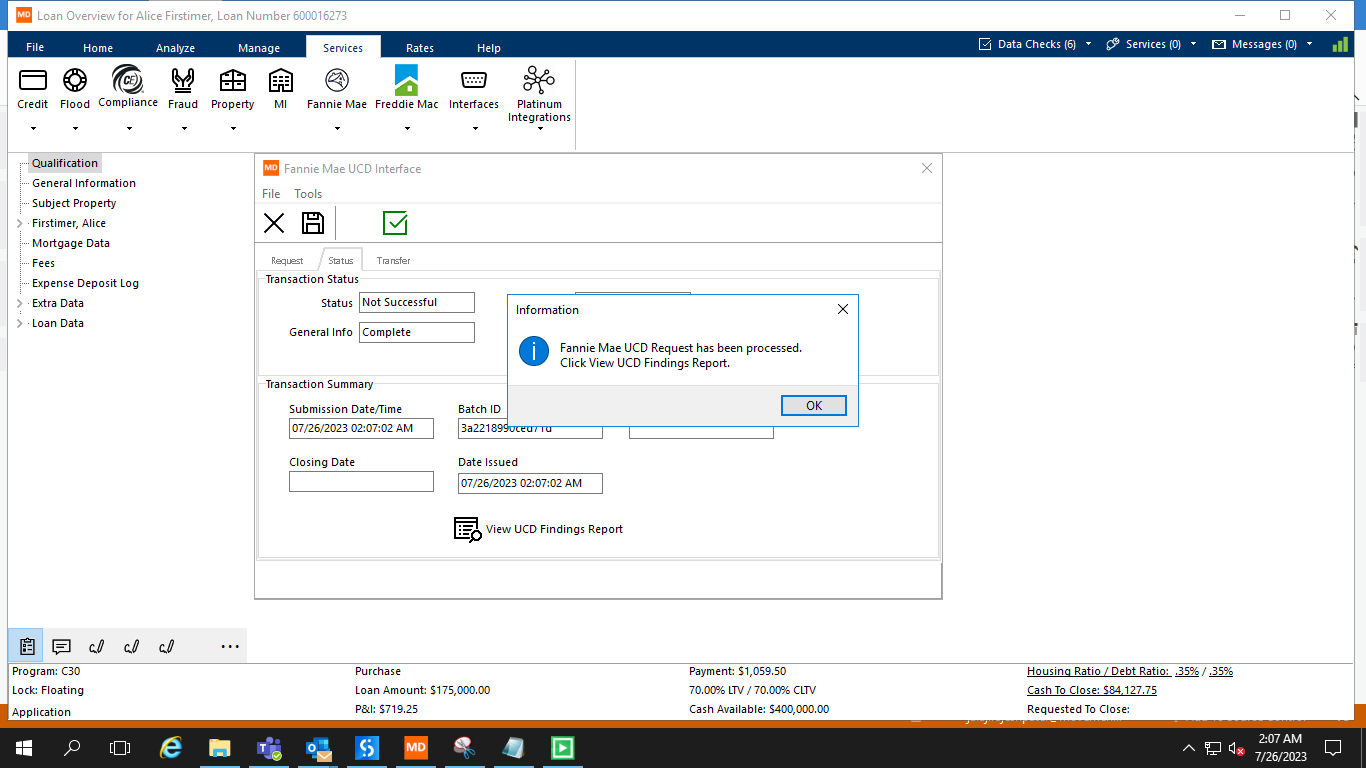 MD Loan Overview for Alice Firstimer, Loan Number 600016273
File Home Analyze Manage Services Rates Help Data Checks (6) Services (0) Messages (0)
Credit Flood Compliance Fraud Property MI Fannie Mae Freddie Mac Interfaces Platinum
Integrations
Qualification
General Information
Subject Property
Firstimer, Alice
Mortgage Data
Fees
Expense Deposit Log
Extra Data
Loan Data
MD Fannie Mae UCD Interface
File Tools
Request Status Transfer
Transaction Status
Status Not Successful
General Info Complete
Information
Fannie Mae UCD Request has been processed.
Click View UCD Findings Report.
OK
Transaction Summary
Submission Date/Time Batch ID
07/26/2023 02:07:02 AM 3a2218990ced71d
Closing Date Date Issued
07/26/2023 02:07:02 AM
View UCD Findings Report
Program: C30 Purchase Payment: $1,059.50 Housing Ratio / Debt Ratio: .35% / .35%
Lock: Floating Loan Amount: $175,000.00 70.00% LTV / 70.00% CLTV Cash To Close: $84,127.75
Application P&I: $719.25 Cash Available: $400,000.00 Requested To Close:
MD
2:07 AM
7/26/2023